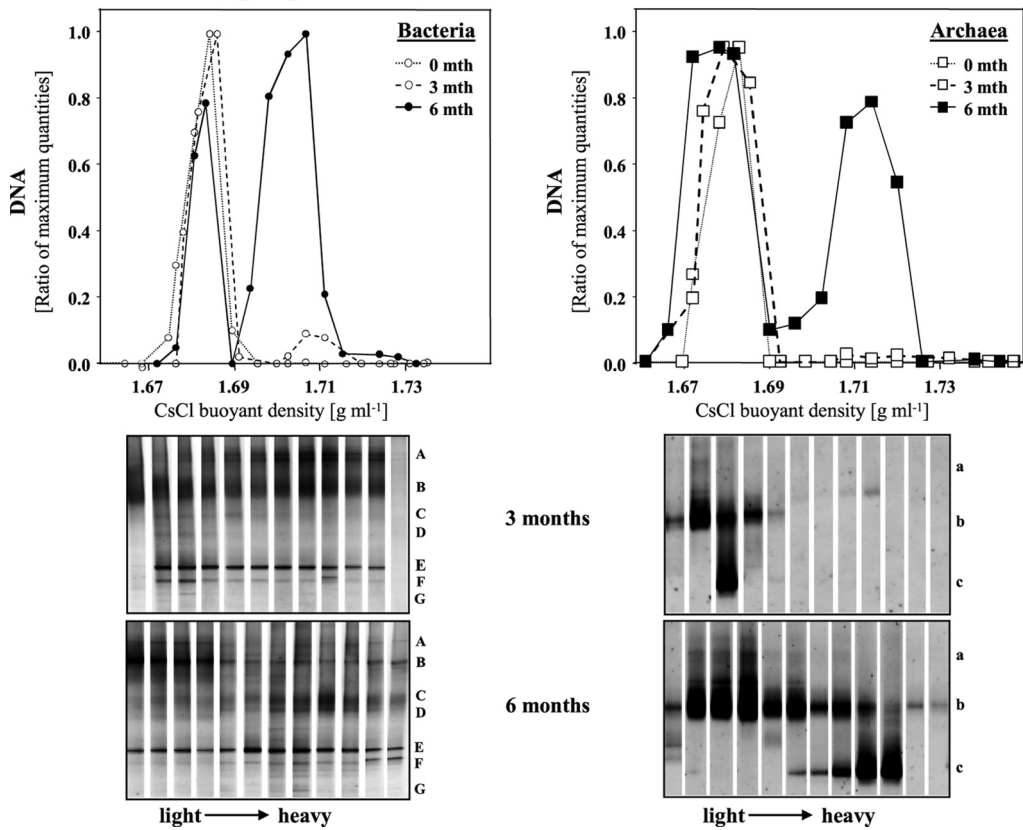 Bacteria
0 mth
3 mth
6 mth
1.0
0.8
0.6
0.4
0.2
0.0
DNA
[Ratio of maximum quantities]
1.67
1.69
1.71
1.73
CsCl buoyant density [g ml⁻¹]
Archaea
0 mth
3 mth
6 mth
1.0
0.8
0.6
0.4
0.2
0.0
DNA
[Ratio of maximum quantities]
1.67
1.69
1.71
1.73
CsCl buoyant density [g ml⁻¹]
A
B
C
D
E
F
G
3 months
a
b
c
A
B
C
D
E
F
G
6 months
a
b
c
light
heavy
light
heavy